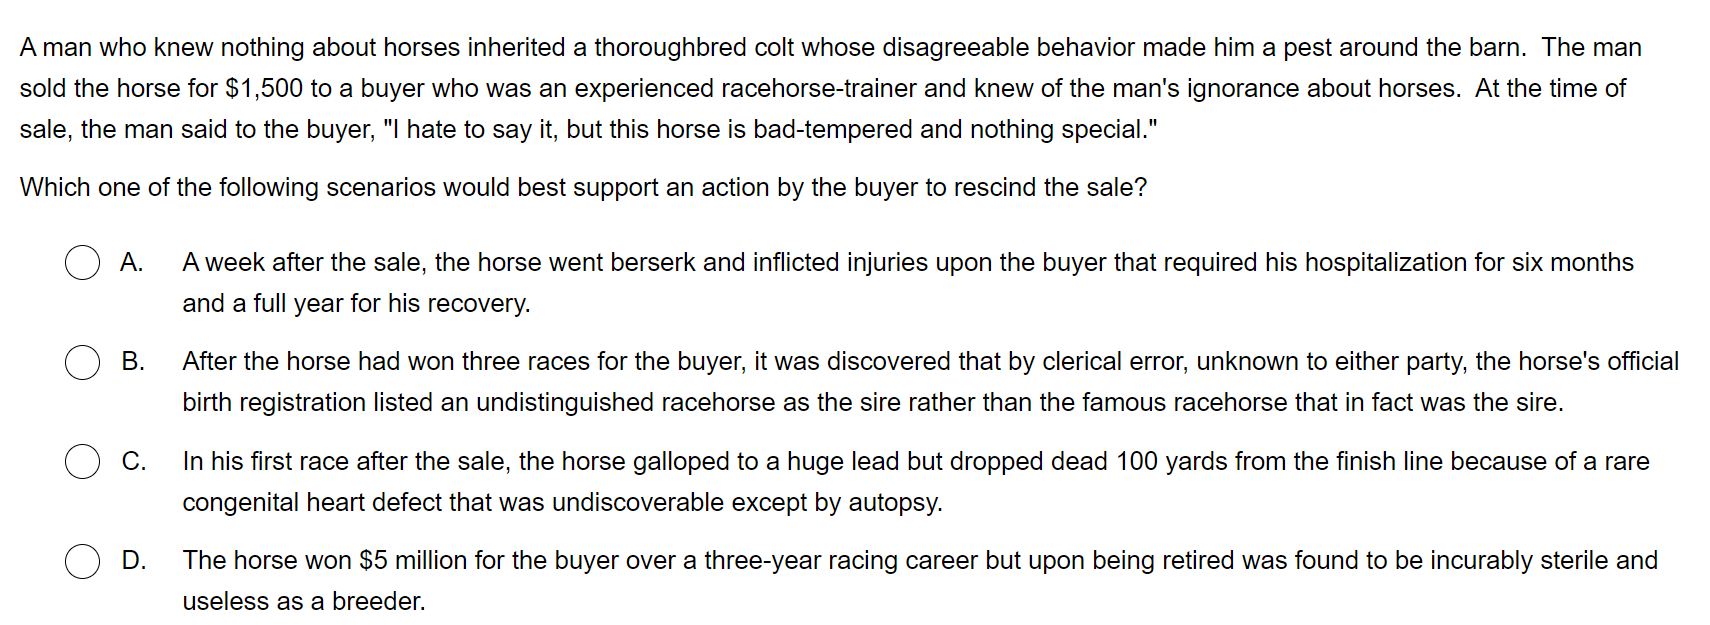 A man who knew nothing about horses inherited a thoroughbred colt whose disagreeable behavior made him a pest around the barn.  The man
sold the horse for $1,500 to a buyer who was an experienced racehorse-trainer and knew of the man's ignorance about horses.  At the time of
sale, the man said to the buyer, "I hate to say it, but this horse is bad-tempered and nothing special."
Which one of the following scenarios would best support an action by the buyer to rescind the sale?
A. A week after the sale, the horse went berserk and inflicted injuries upon the buyer that required his hospitalization for six months
and a full year for his recovery.
B. After the horse had won three races for the buyer, it was discovered that by clerical error, unknown to either party, the horse's official
birth registration listed an undistinguished racehorse as the sire rather than the famous racehorse that in fact was the sire.
C. In his first race after the sale, the horse galloped to a huge lead but dropped dead 100 yards from the finish line because of a rare
congenital heart defect that was undiscoverable except by autopsy.
D. The horse won $5 million for the buyer over a three-year racing career but upon being retired was found to be incurably sterile and
useless as a breeder.